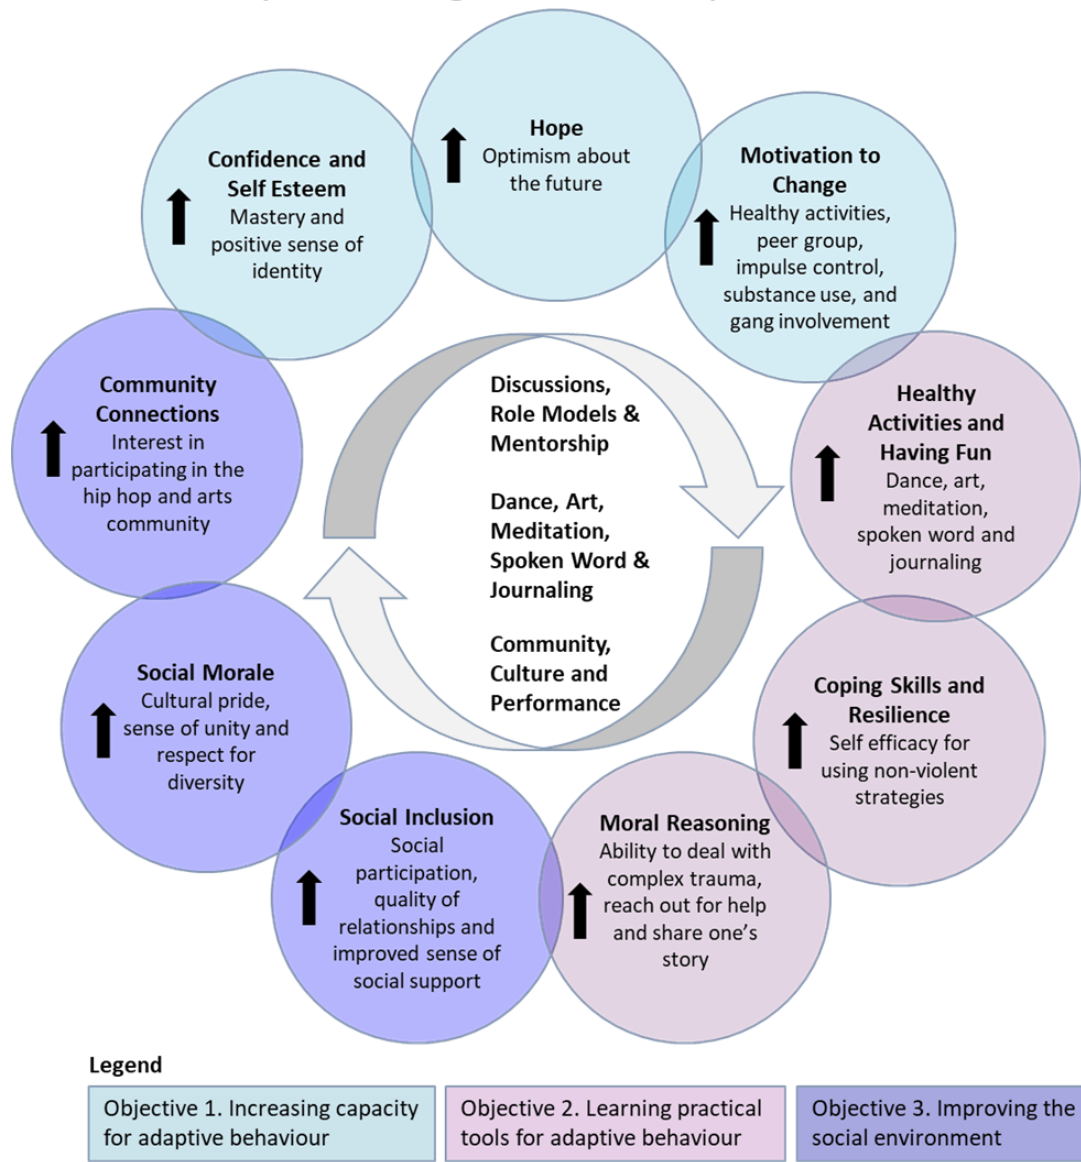 Hope
Optimism about
the future
Confidence and
Self Esteem
Mastery and
positive sense of
identity
Motivation to
Change
Healthy activities,
peer group,
impulse control,
substance use, and
gang involvement
Community
Connections
Interest in
participating in the
hip hop and arts
community
Discussions,
Role Models &
Mentorship
Dance, Art,
Meditation,
Spoken Word &
Journaling
Community,
Culture and
Performance
Healthy
Activities and
Having Fun
Dance, art,
meditation,
spoken word and
journaling
Social Morale
Cultural pride,
sense of unity and
respect for
diversity
Coping Skills and
Resilience
Self efficacy for
using non-violent
strategies
Social Inclusion
Social
participation,
quality of
relationships and
improved sense of
social support
Moral Reasoning
Ability to deal with
complex trauma,
reach out for help
and share one's
story
Legend
Objective 1. Increasing capacity
for adaptive behaviour
Objective 2. Learning practical
tools for adaptive behaviour
Objective 3. Improving the
social environment